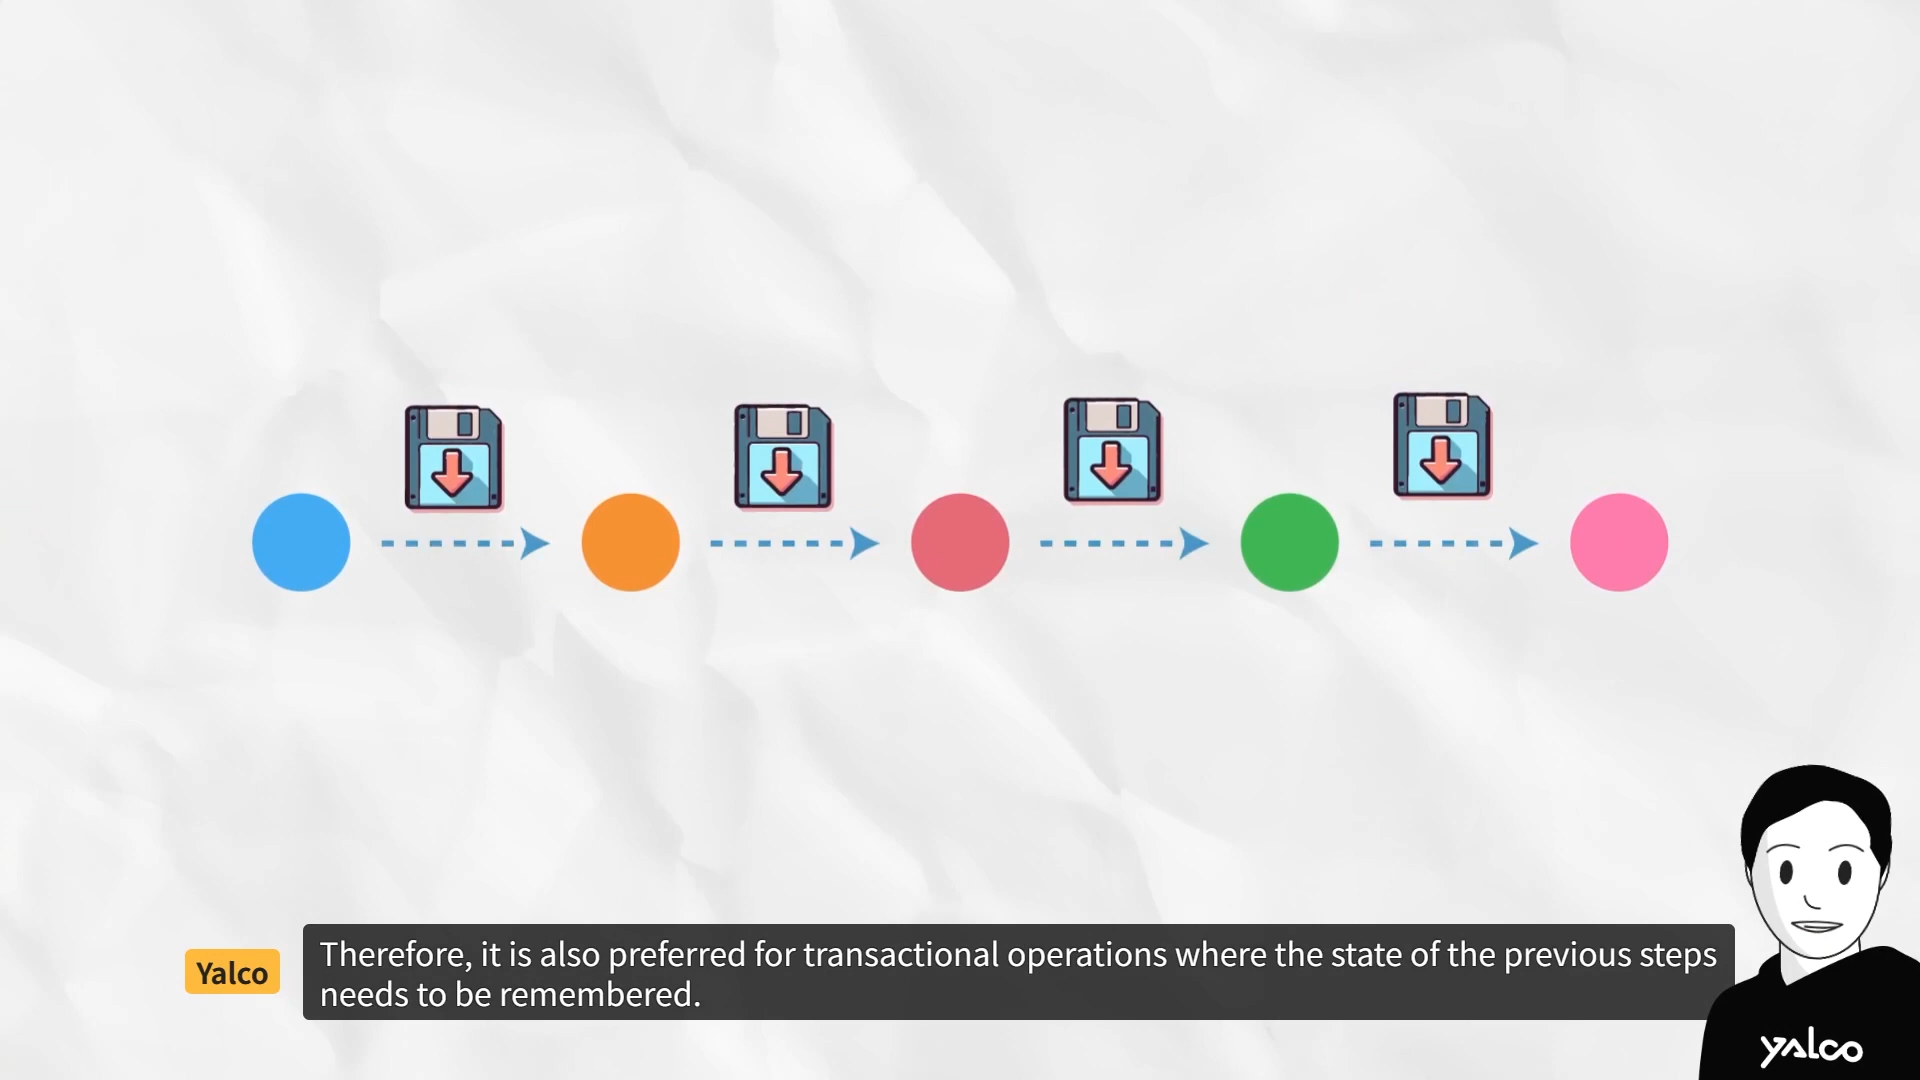 Yalco
Therefore, it is also preferred for transactional operations where the state of the previous steps
needs to be remembered.
yalco